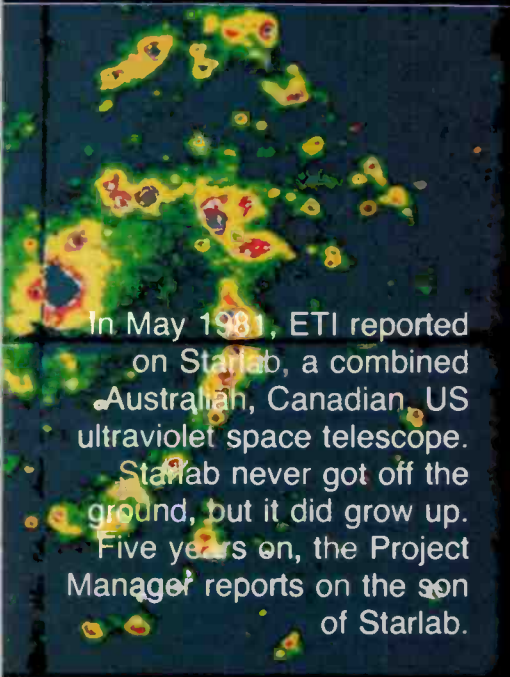 In May 1981, ETI reported
on Starlab, a combined
Australian, Canadian, US
ultraviolet space telescope.
Starlab never got off the
ground, but it did grow up.
Five years on, the Project
Manager reports on the son
of Starlab.